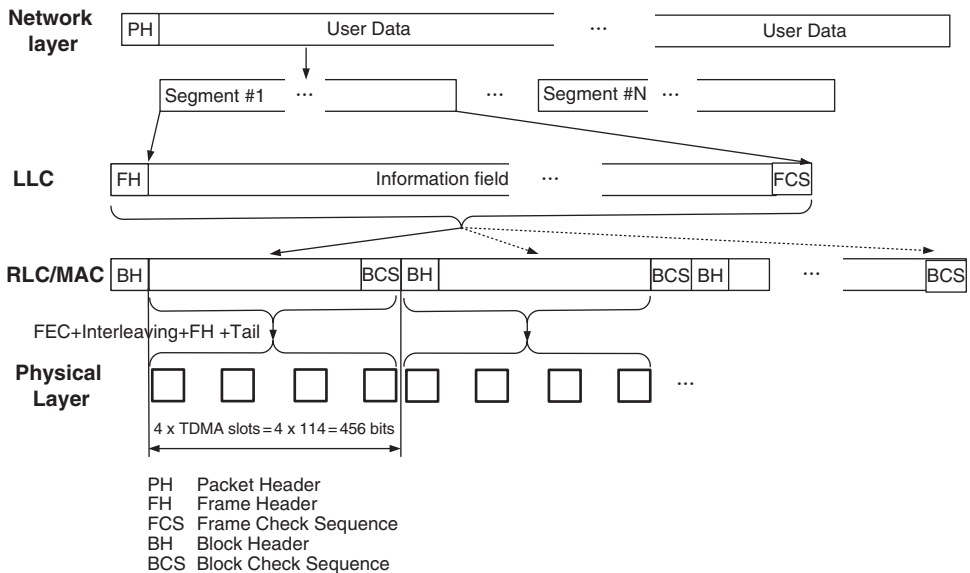 Network layer
PH User Data ... User Data
Segment #1 ... ... Segment #N ...
LLC
FH Information field ... FCS
RLC/MAC
BH BCS BH BCS BH ... BCS
FEC+Interleaving+FH +Tail
Physical Layer
...
4 x TDMA slots = 4 x 114 = 456 bits
PH Packet Header
FH Frame Header
FCS Frame Check Sequence
BH Block Header
BCS Block Check Sequence